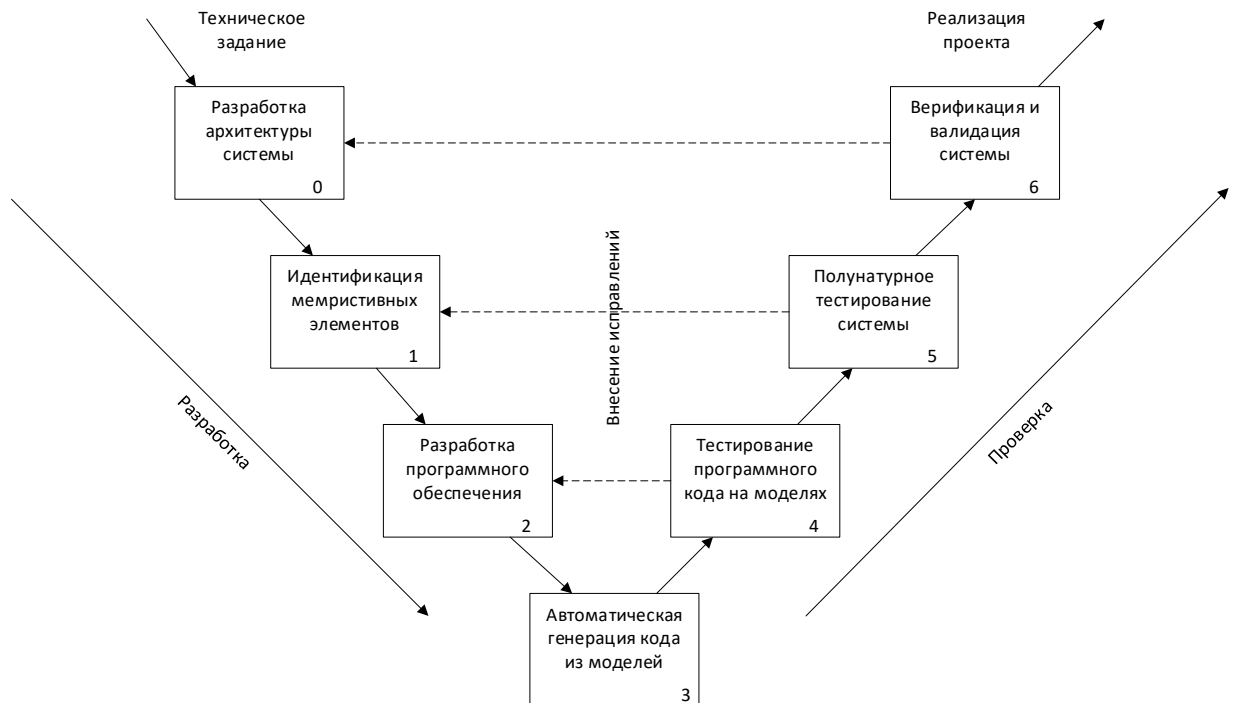 Техническое
задание
Реализация
проекта
Разработка
архитектуры
системы
0
Верификация и
валидация
системы
6
Идентификация
мемристивных
элементов
1
Внесение исправлений
Полунатурное
тестирование
системы
5
Разработка
Разработка
программного
обеспечения
2
Тестирование
программного
кода на моделях
4
Проверка
Автоматическая
генерация кода
из моделей
3